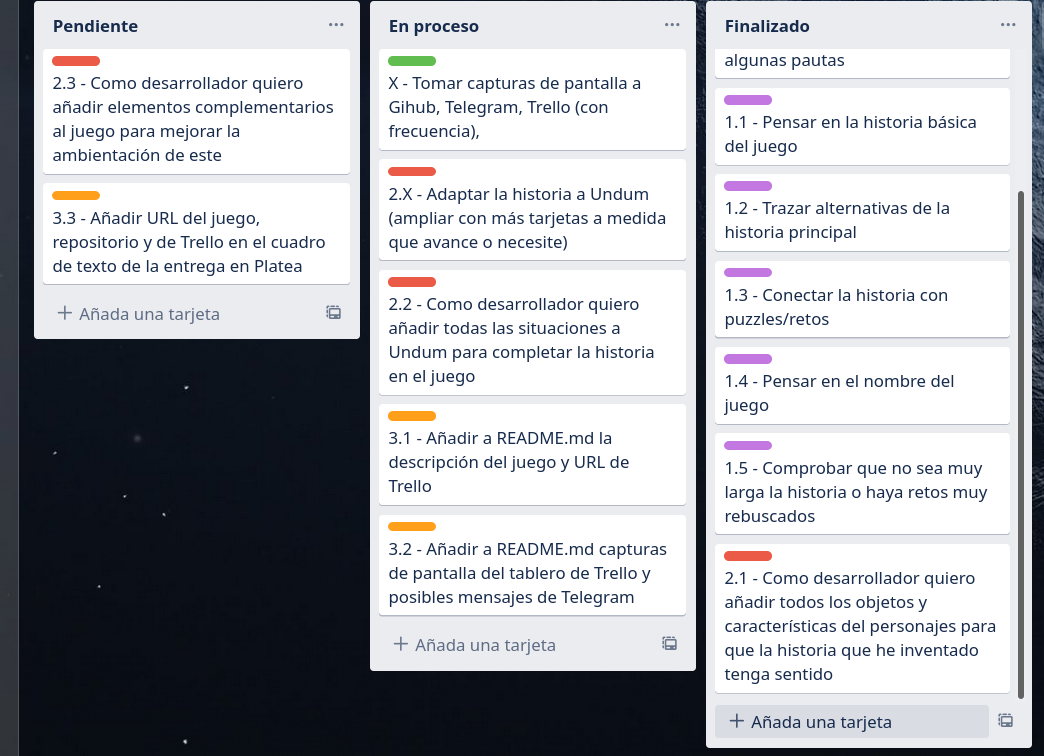 Pendiente
2.3 - Como desarrollador quiero
añadir elementos complementarios
al juego para mejorar la
ambientación de este
3.3 - Añadir URL del juego,
repositorio y de Trello en el cuadro
de texto de la entrega en Platea
Añada una tarjeta
En proceso
X - Tomar capturas de pantalla a
Gihub, Telegram, Trello (con
frecuencia),
2.X - Adaptar la historia a Undum
(ampliar con más tarjetas a medida
que avance o necesite)
2.2 - Como desarrollador quiero
añadir todas las situaciones a
Undum para completar la historia
en el juego
3.1 - Añadir a README.md la
descripción del juego y URL de
Trello
3.2 - Añadir a README.md capturas
de pantalla del tablero de Trello y
posibles mensajes de Telegram
Añada una tarjeta
Finalizado
algunas pautas
1.1 - Pensar en la historia básica
del juego
1.2 - Trazar alternativas de la
historia principal
1.3 - Conectar la historia con
puzzles/retos
1.4 - Pensar en el nombre del
juego
1.5 - Comprobar que no sea muy
larga la historia o haya retos muy
rebuscados
2.1 - Como desarrollador quiero
añadir todos los objetos y
características del personajes para
que la historia que he inventado
tenga sentido
Añada una tarjeta